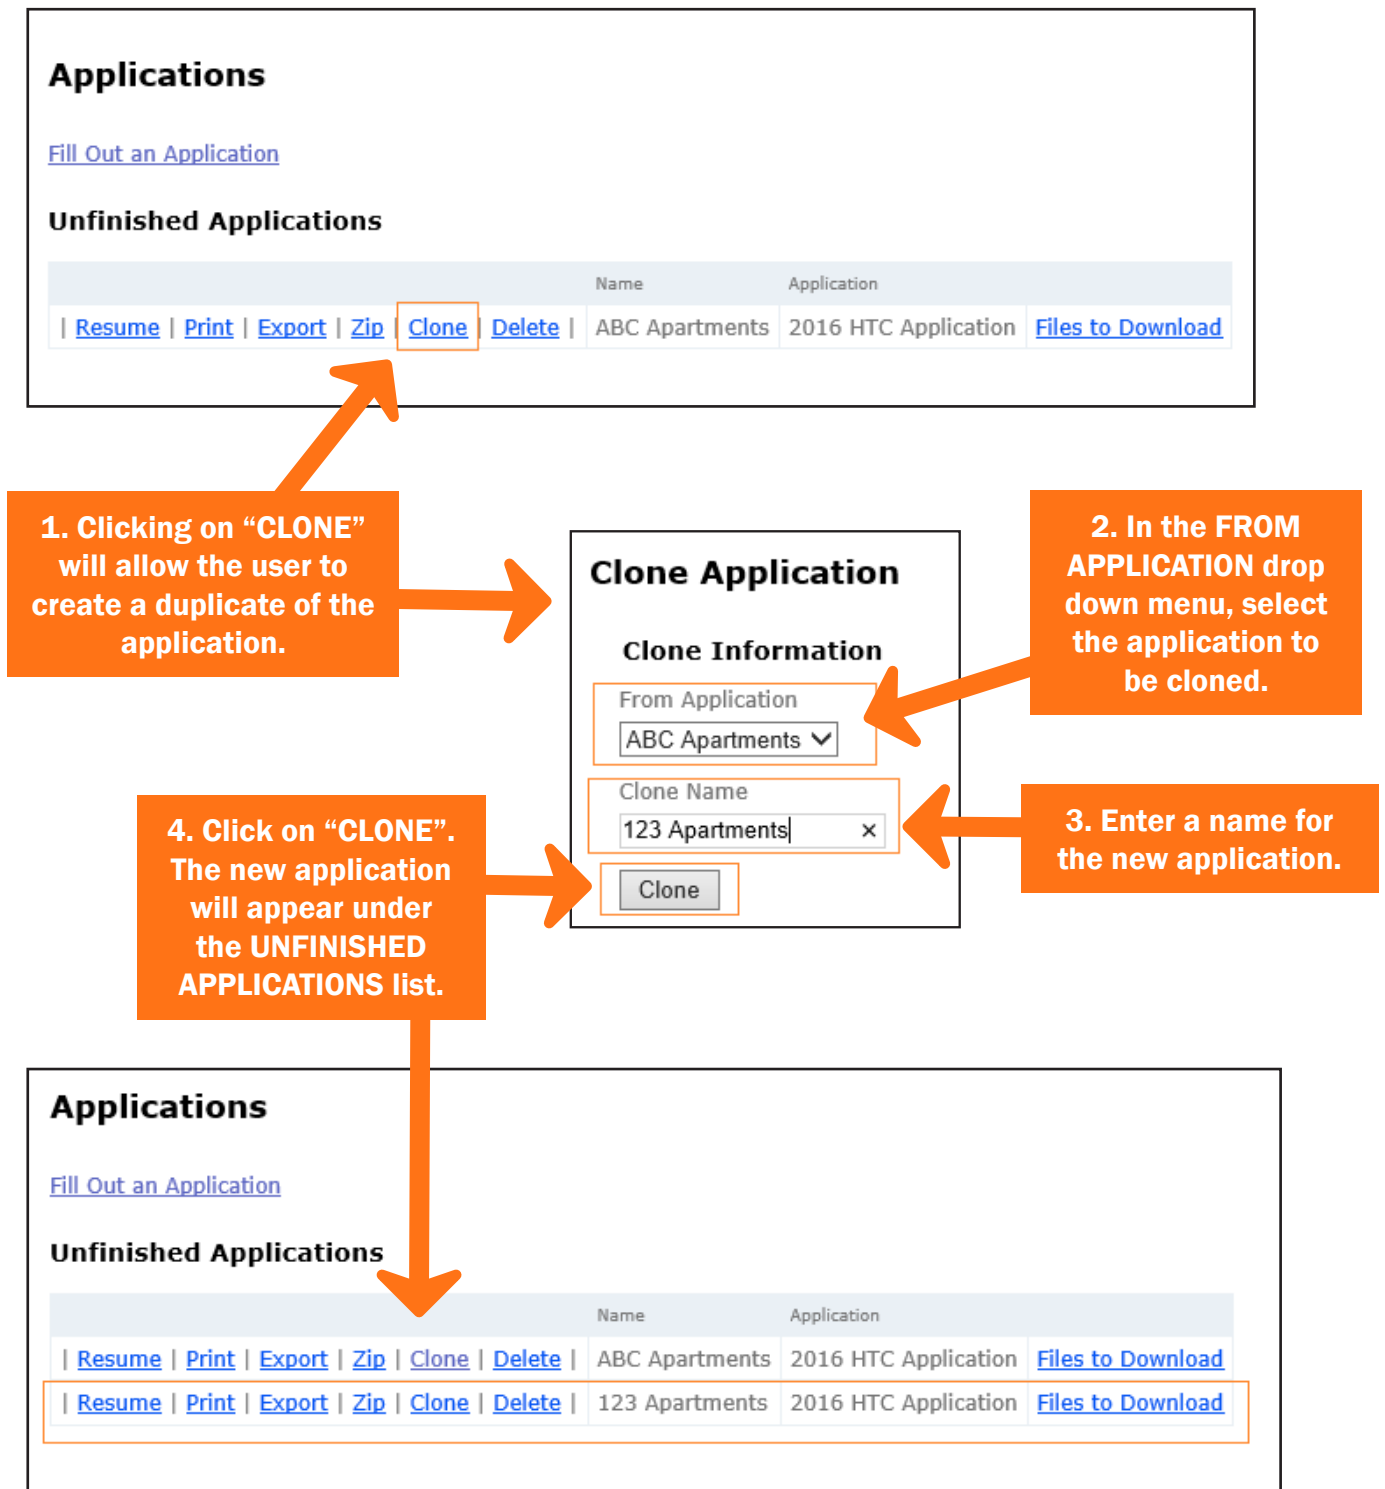 Applications
Fill Out an Application
Unfinished Applications
Name Application
| Resume | Print | Export | Zip | Clone | Delete | ABC Apartments 2016 HTC Application Files to Download
1. Clicking on “CLONE”
will allow the user to
create a duplicate of the
application.
Clone Application
Clone Information
From Application
ABC Apartments
Clone Name
123 Apartments ×
Clone
2. In the FROM
APPLICATION drop
down menu, select
the application to
be cloned.
3. Enter a name for
the new application.
4. Click on “CLONE”.
The new application
will appear under
the UNFINISHED
APPLICATIONS list.
Applications
Fill Out an Application
Unfinished Applications
Name Application
| Resume | Print | Export | Zip | Clone | Delete | ABC Apartments 2016 HTC Application Files to Download
| Resume | Print | Export | Zip | Clone | Delete | 123 Apartments 2016 HTC Application Files to Download